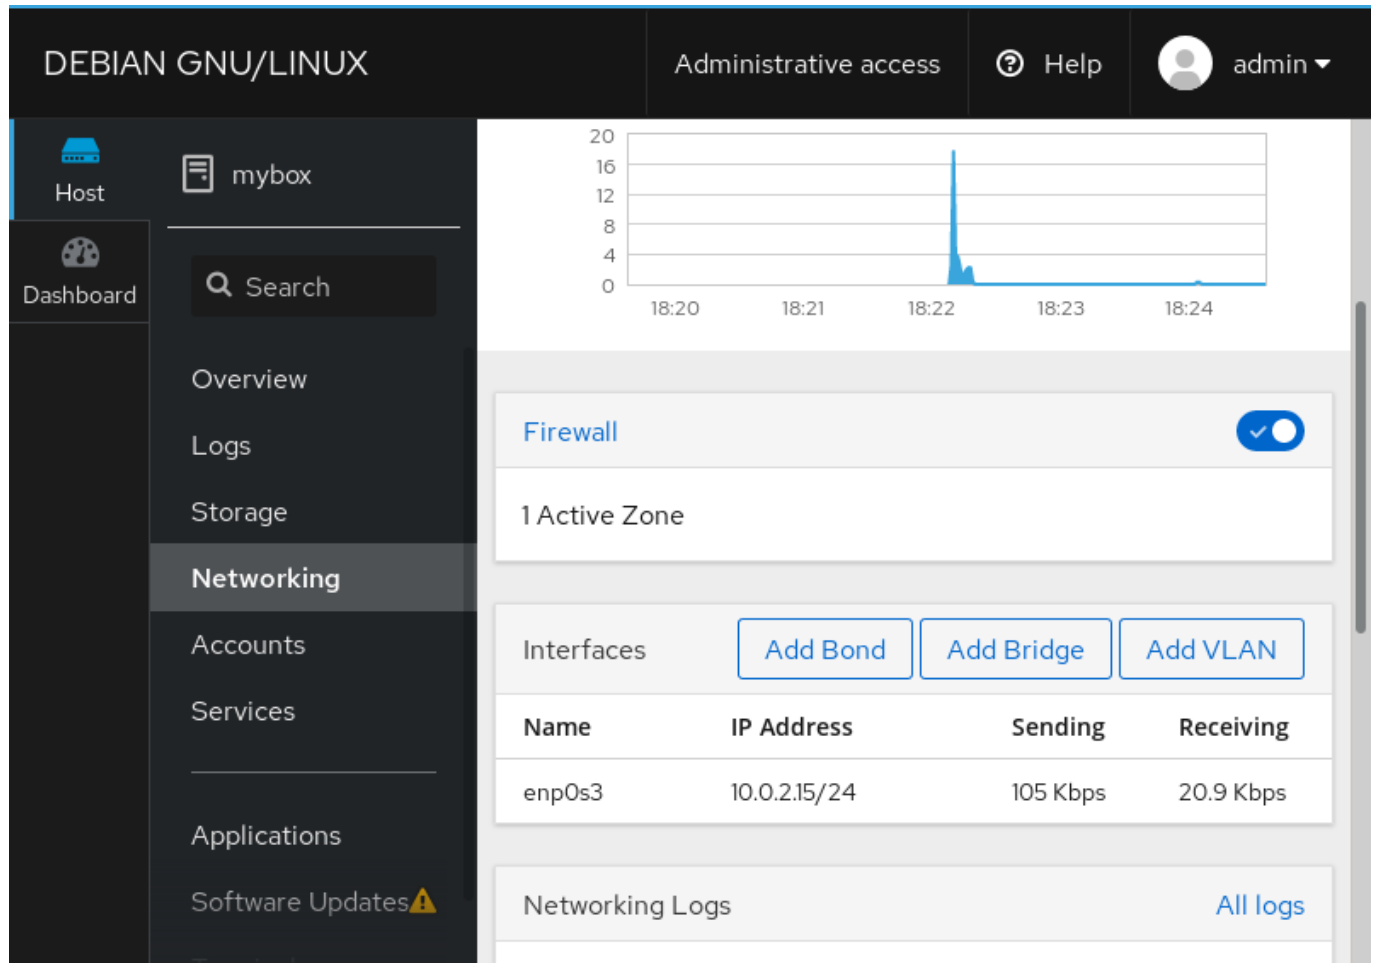 DEBIAN GNU/LINUX
Administrative access
Help
admin
Host
Dashboard
mybox
Search
Overview
Logs
Storage
Networking
Accounts
Services
Applications
Software Updates
20
16
12
8
4
0
18:20 18:21 18:22 18:23 18:24
Firewall
1 Active Zone
Interfaces Add Bond Add Bridge Add VLAN
Name IP Address Sending Receiving
enp0s3 10.0.2.15/24 105 Kbps 20.9 Kbps
Networking Logs All logs